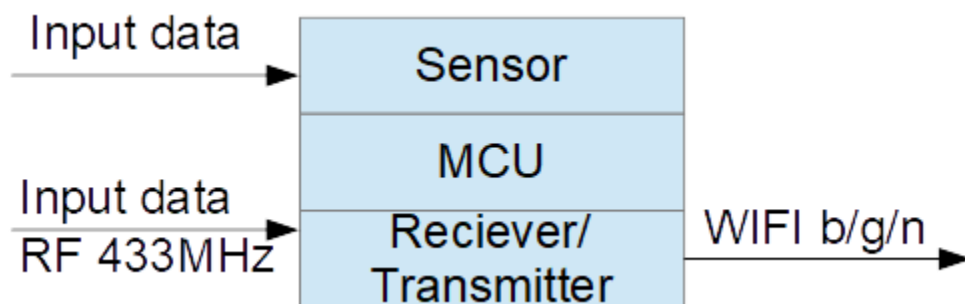 Input data
Sensor
MCU
Input data
RF 433MHz
Reciever/
Transmitter
WIFI b/g/n